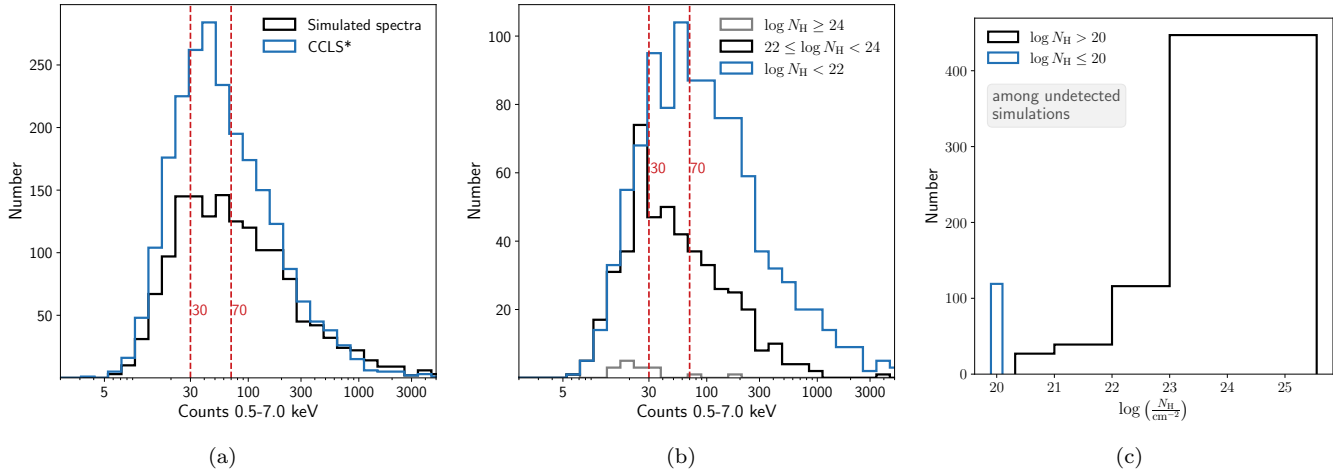 Simulated spectra
CCLS*
Number
250
200
150
100
50
30
70
5
30
100
300
1000
3000
Counts 0.5-7.0 keV
(a)
log N_H ≥ 24
22 ≤ log N_H < 24
log N_H < 22
Number
100
80
60
40
20
30
70
5
30
100
300
1000
3000
Counts 0.5-7.0 keV
(b)
log N_H > 20
log N_H ≤ 20
among undetected
simulations
Number
400
300
200
100
0
20
21
22
23
24
25
log (N_H/cm⁻²)
(c)